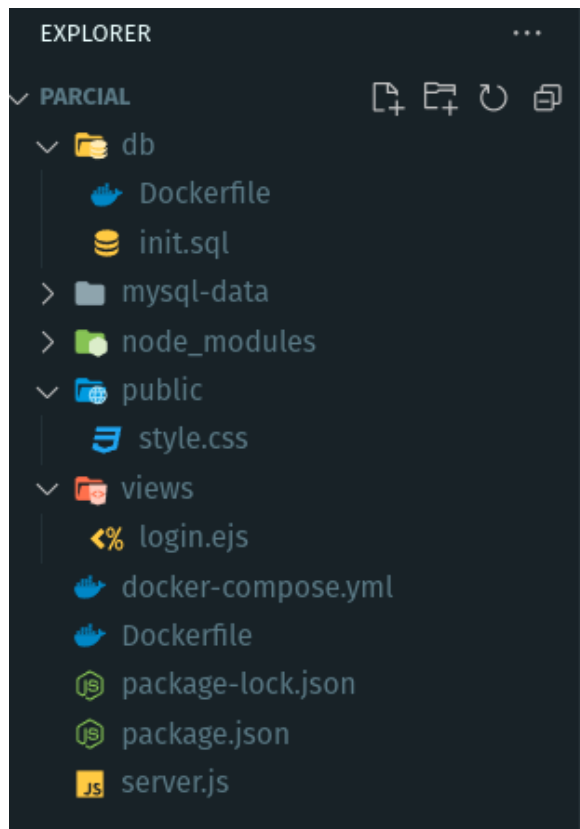 EXPLORER
PARCIAL
db
Dockerfile
init.sql
mysql-data
node_modules
public
style.css
views
login.ejs
docker-compose.yml
Dockerfile
package-lock.json
package.json
server.js